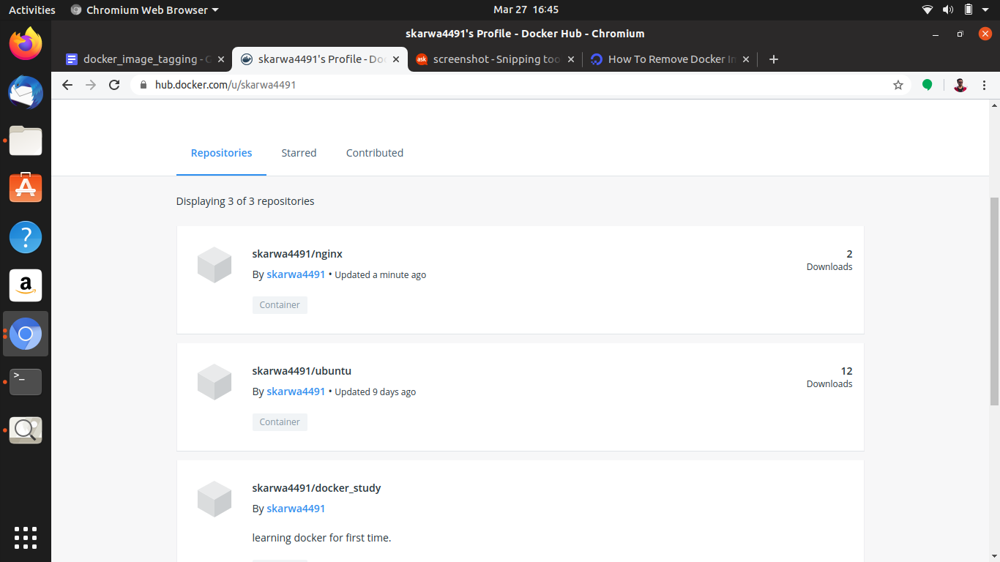 Activities
Chromium Web Browser
Mar 27 16:45
skarwa4491's Profile - Docker Hub - Chromium
docker_image_tagging -
skarwa4491's Profile - Do
ask
screenshot - Snipping too
How To Remove Docker
hub.docker.com/u/skarwa4491
Repositories
Starred
Contributed
Displaying 3 of 3 repositories
skarwa4491/nginx
2
Downloads
By skarwa4491 • Updated a minute ago
Container
skarwa4491/ubuntu
12
Downloads
By skarwa4491 • Updated 9 days ago
Container
skarwa4491/docker_study
By skarwa4491
learning docker for first time.